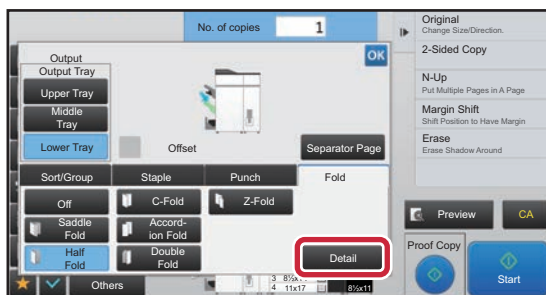 No. of copies
1
Original
Change Size/Direction.
2-Sided Copy
N-Up
Put Multiple Pages in A Page
Margin Shift
Shift Position to Have Margin
Erase
Erase Shadow Around
OK
Output
Output Tray
Upper Tray
Middle
Tray
Lower Tray
Offset
Separator Page
Sort/Group
Staple
Punch
Fold
Off
C-Fold
Z-Fold
Saddle
Fold
Accord-
ion Fold
Half
Fold
Double
Fold
Detail
Preview
CA
Proof Copy
Start
Others
3 8½x14
4 11x17
8½x11